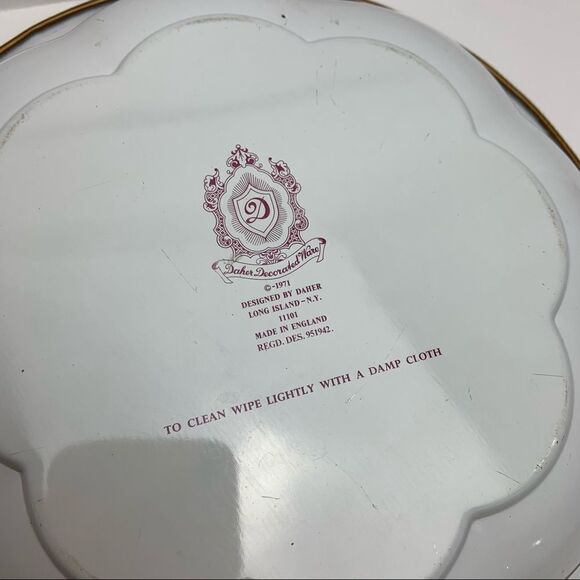 D
Daher Decorated Ware
©-1971
DESIGNED BY DAHER
LONG ISLAND-N.Y.
11101
MADE IN ENGLAND
REGD. DES. 951942.
TO CLEAN WIPE LIGHTLY WITH A DAMP CLOTH